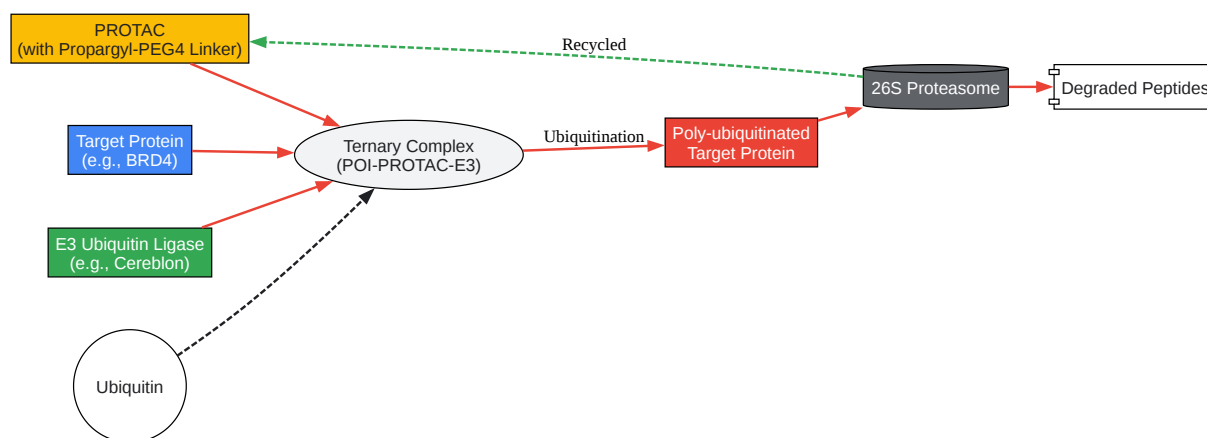 PROTAC
(with Propargyl-PEG4 Linker)
Recycled
26S Proteasome
Degraded Peptides
Target Protein
(e.g., BRD4)
Ternary Complex
(POI-PROTAC-E3)
Ubiquitination
Poly-ubiquitinated
Target Protein
E3 Ubiquitin Ligase
(e.g., Cereblon)
Ubiquitin